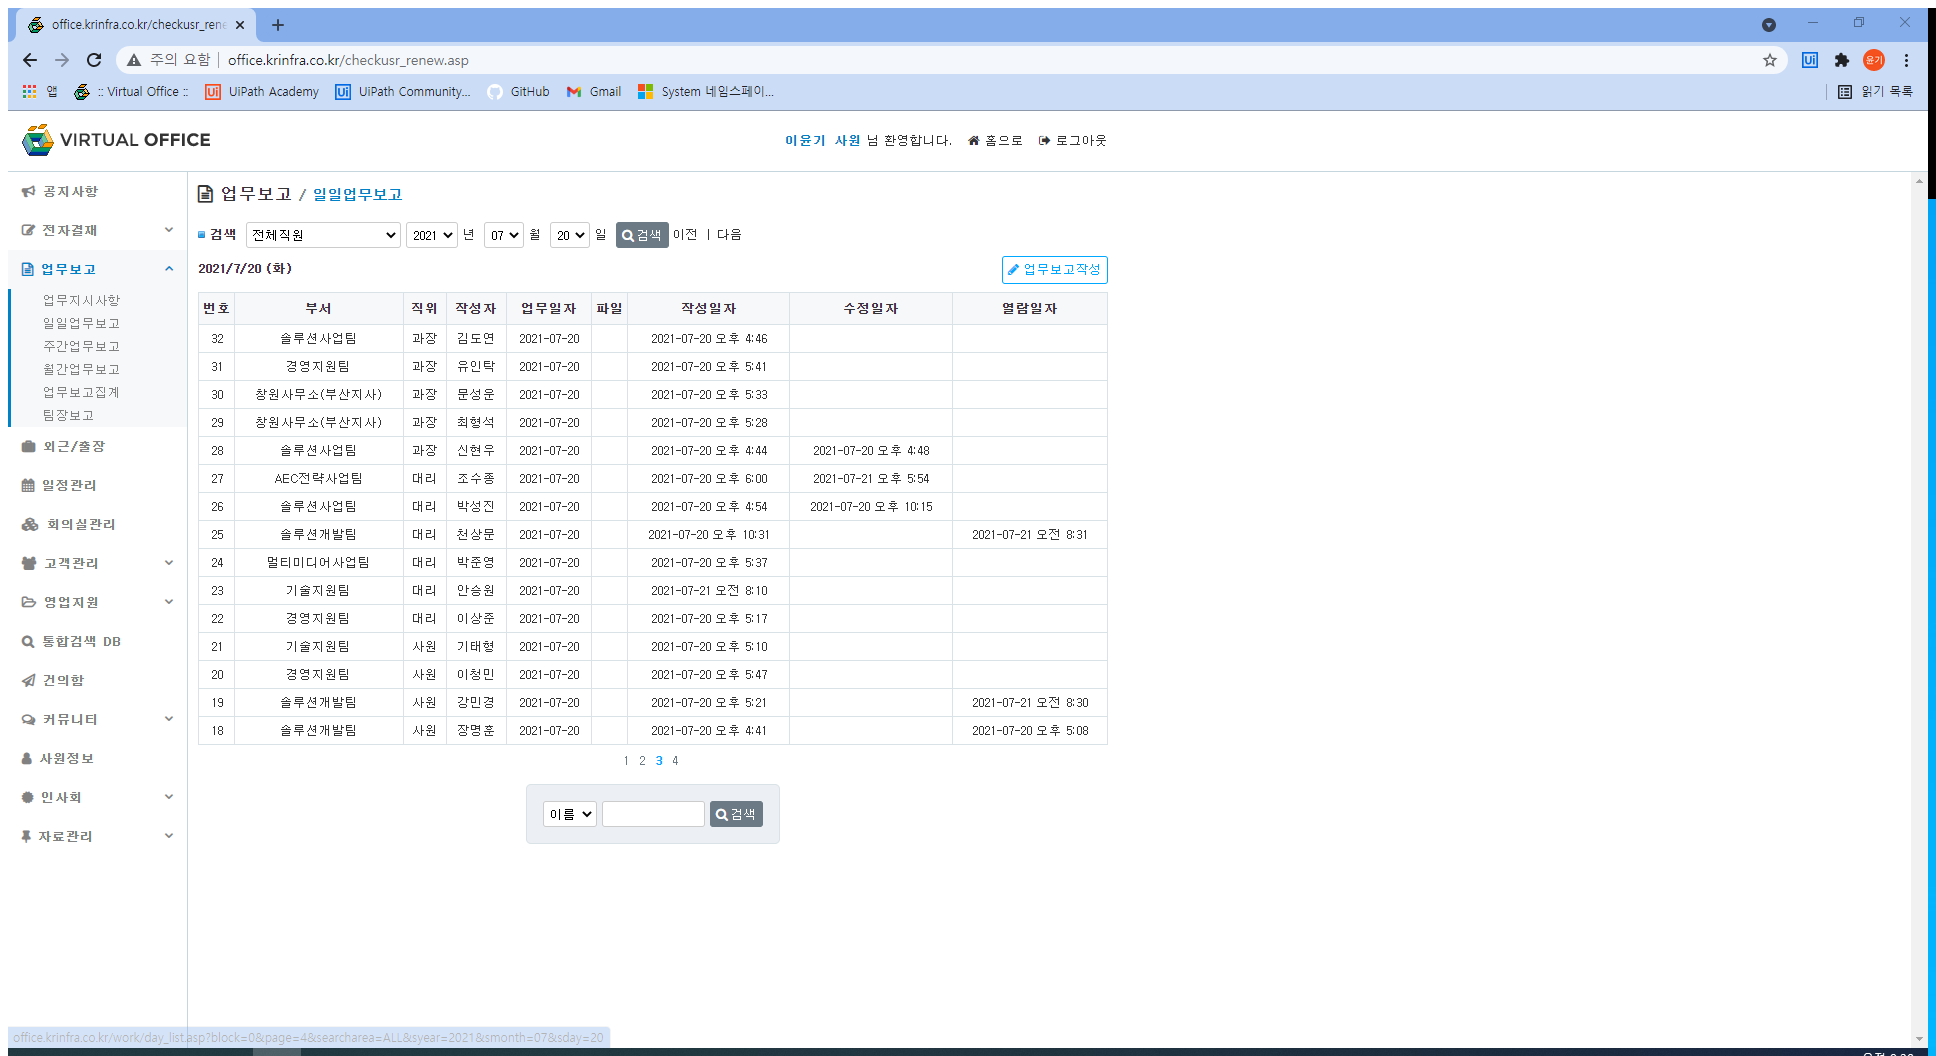 office.krinfra.co.kr/checkusr_rene
주의 요함 office.krinfra.co.kr/checkusr_renew.asp 윤기
앱 :: Virtual Office :: UiPath Academy UiPath Community... GitHub Gmail System 네임스페이... 읽기 목록
VIRTUAL OFFICE
이윤기 사원 님 환영합니다. 홈으로 로그아웃
공지사항
전자결재
업무보고
업무지시사항
일일업무보고
주간업무보고
월간업무보고
업무보고집계
팀장보고
외근/출장
일정관리
회의실관리
고객관리
영업지원
통합검색 DB
건의함
커뮤니티
사원정보
인사회
자료관리
업무보고 / 일일업무보고
검색 전체직원 2021 년 07 월 20 일 검색 이전 | 다음
2021/7/20 (화) 업무보고작성
번호 부서 직위 작성자 업무일자 파일 작성일자 수정일자 열람일자
32 솔루션사업팀 과장 김도연 2021-07-20 2021-07-20 오후 4:46
31 경영지원팀 과장 유인탁 2021-07-20 2021-07-20 오후 5:41
30 창원사무소(부산지사) 과장 문성운 2021-07-20 2021-07-20 오후 5:33
29 창원사무소(부산지사) 과장 최형석 2021-07-20 2021-07-20 오후 5:28
28 솔루션사업팀 과장 신현우 2021-07-20 2021-07-20 오후 4:44 2021-07-20 오후 4:48
27 AEC전략사업팀 대리 조수종 2021-07-20 2021-07-20 오후 6:00 2021-07-21 오후 5:54
26 솔루션사업팀 대리 박성진 2021-07-20 2021-07-20 오후 4:54 2021-07-20 오후 10:15
25 솔루션개발팀 대리 천상문 2021-07-20 2021-07-20 오후 10:31 2021-07-21 오전 8:31
24 멀티미디어사업팀 대리 박준영 2021-07-20 2021-07-20 오후 5:37
23 기술지원팀 대리 안승원 2021-07-20 2021-07-21 오전 8:10
22 경영지원팀 대리 이상준 2021-07-20 2021-07-20 오후 5:17
21 기술지원팀 사원 기태형 2021-07-20 2021-07-20 오후 5:10
20 경영지원팀 사원 이청민 2021-07-20 2021-07-20 오후 5:47
19 솔루션개발팀 사원 강민경 2021-07-20 2021-07-20 오후 5:21 2021-07-21 오전 8:30
18 솔루션개발팀 사원 장명훈 2021-07-20 2021-07-20 오후 4:41 2021-07-20 오후 5:08
1 2 3 4
이름 검색
office.krinfra.co.kr/work/day_list.asp?block=0&page=4&searcharea=ALL&syear=2021&smonth=07&sday=20